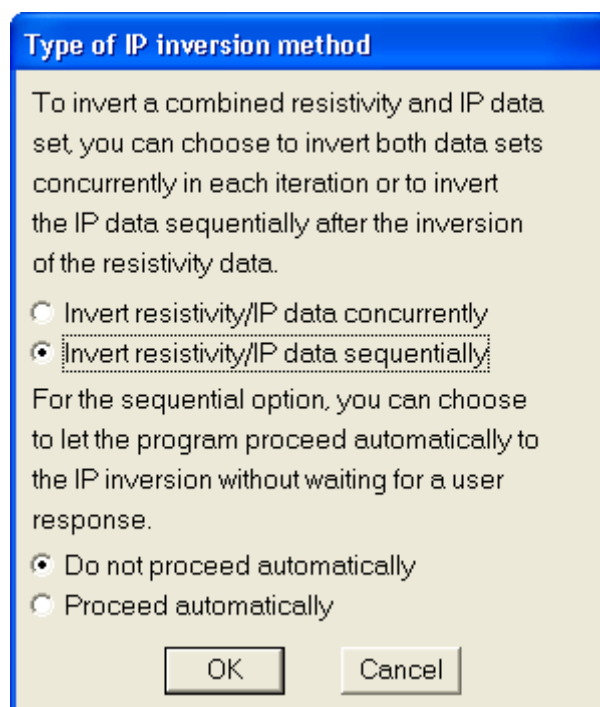 Type of IP inversion method
To invert a combined resistivity and IP data
set, you can choose to invert both data sets
concurrently in each iteration or to invert
the IP data sequentially after the inversion
of the resistivity data.
Invert resistivity/IP data concurrently
Invert resistivity/IP data sequentially
For the sequential option, you can choose
to let the program proceed automatically to
the IP inversion without waiting for a user
response.
Do not proceed automatically
Proceed automatically
OK Cancel